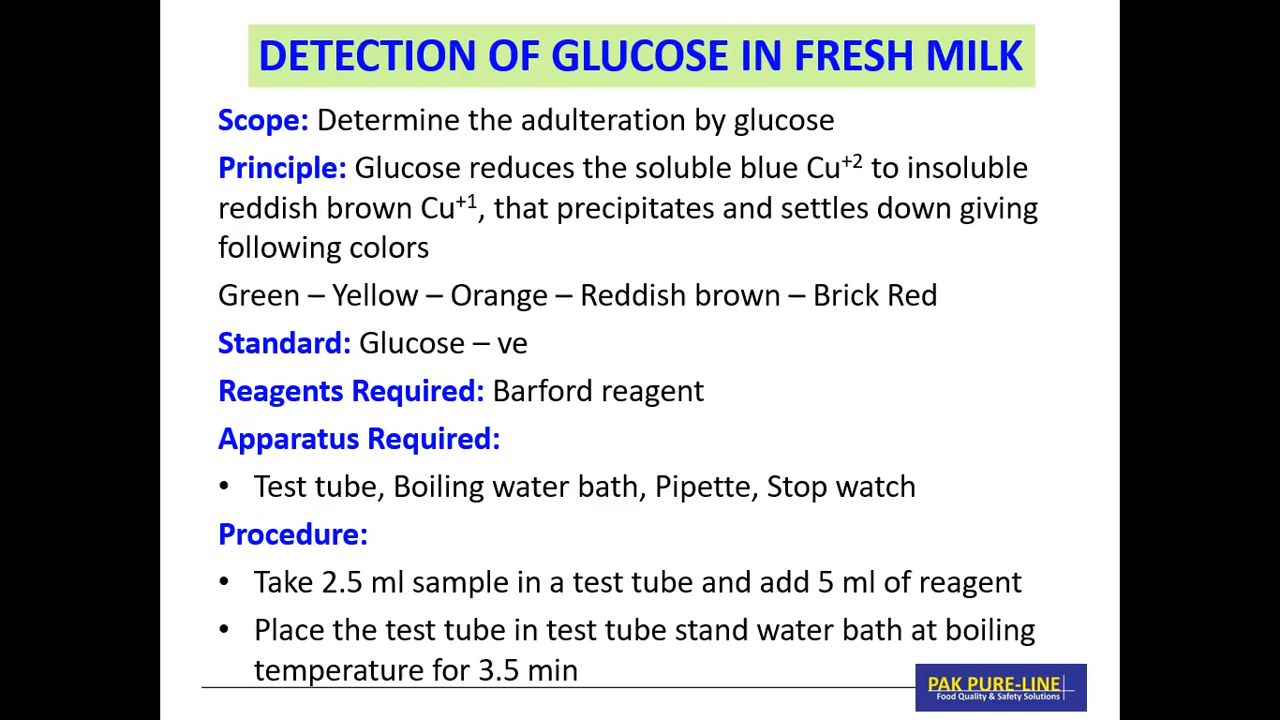 DETECTION OF GLUCOSE IN FRESH MILK
Scope: Determine the adulteration by glucose
Principle: Glucose reduces the soluble blue Cu+2 to insoluble
reddish brown Cu+1, that precipitates and settles down giving
following colors
Green – Yellow – Orange – Reddish brown – Brick Red
Standard: Glucose – ve
Reagents Required: Barford reagent
Apparatus Required:
• Test tube, Boiling water bath, Pipette, Stop watch
Procedure:
• Take 2.5 ml sample in a test tube and add 5 ml of reagent
• Place the test tube in test tube stand water bath at boiling
temperature for 3.5 min
PAK PURE-LINE
Food Quality & Safety Solutions